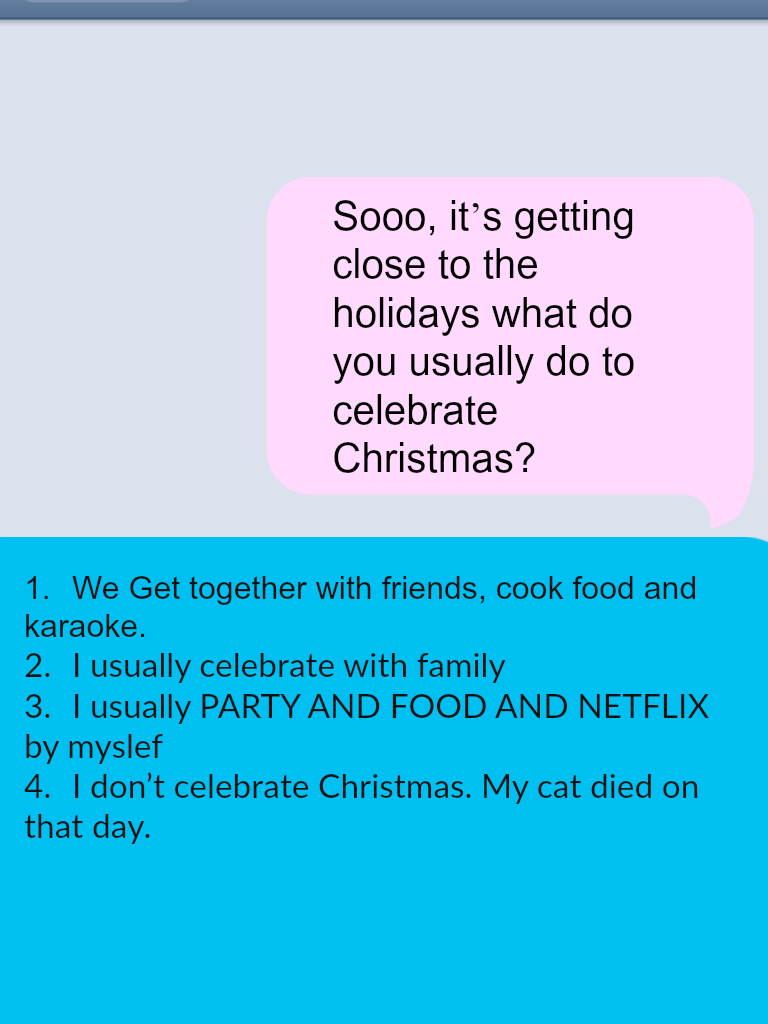 Sooo, it’s getting
close to the
holidays what do
you usually do to
celebrate
Christmas?
1. We Get together with friends, cook food and
karaoke.
2. I usually celebrate with family
3. I usually PARTY AND FOOD AND NETFLIX
by myslef
4. I don’t celebrate Christmas. My cat died on
that day.